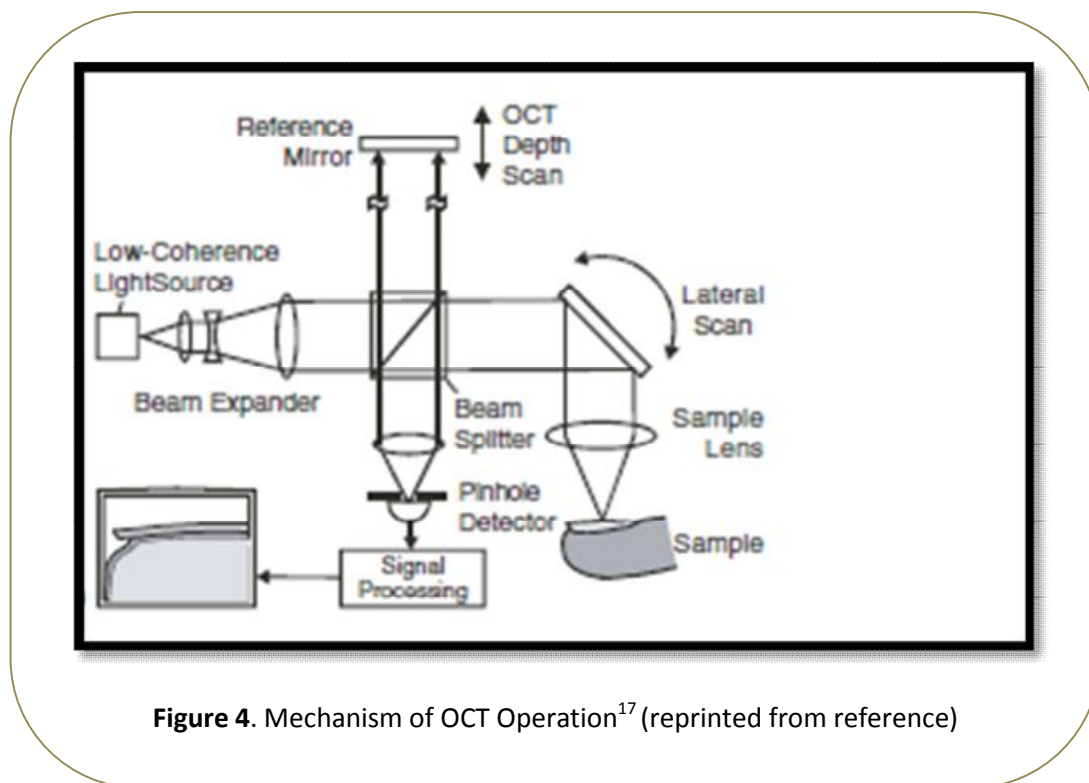 Reference
Mirror
OCT
Depth
Scan
Low-Coherence
LightSource
Lateral
Scan
Beam Expander
Beam
Splitter
Sample
Lens
Pinhole
Detector
Sample
Signal
Processing
Figure 4. Mechanism of OCT Operation17 (reprinted from reference)